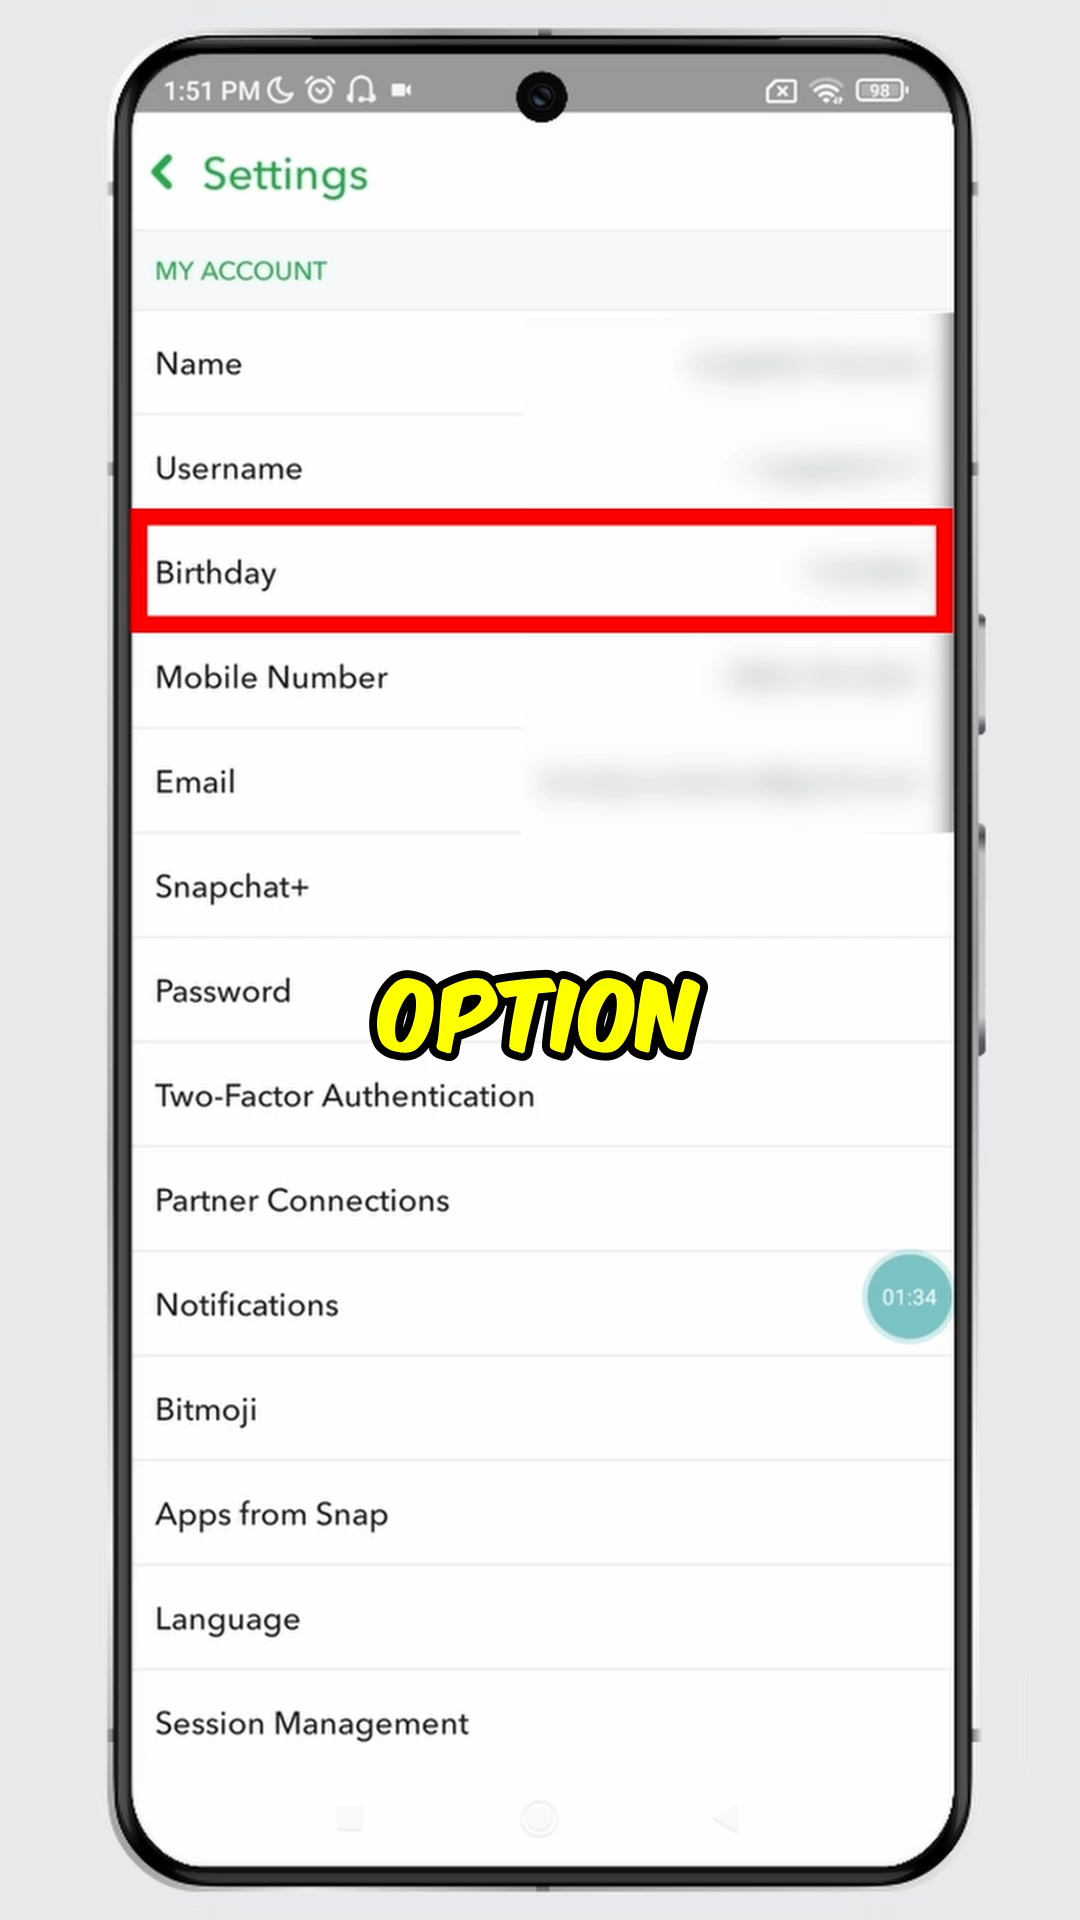 1:51 PM
98
Settings
MY ACCOUNT
Name
Username
Birthday
Mobile Number
Email
Snapchat+
Password
OPTION
Two-Factor Authentication
Partner Connections
Notifications
01:34
Bitmoji
Apps from Snap
Language
Session Management